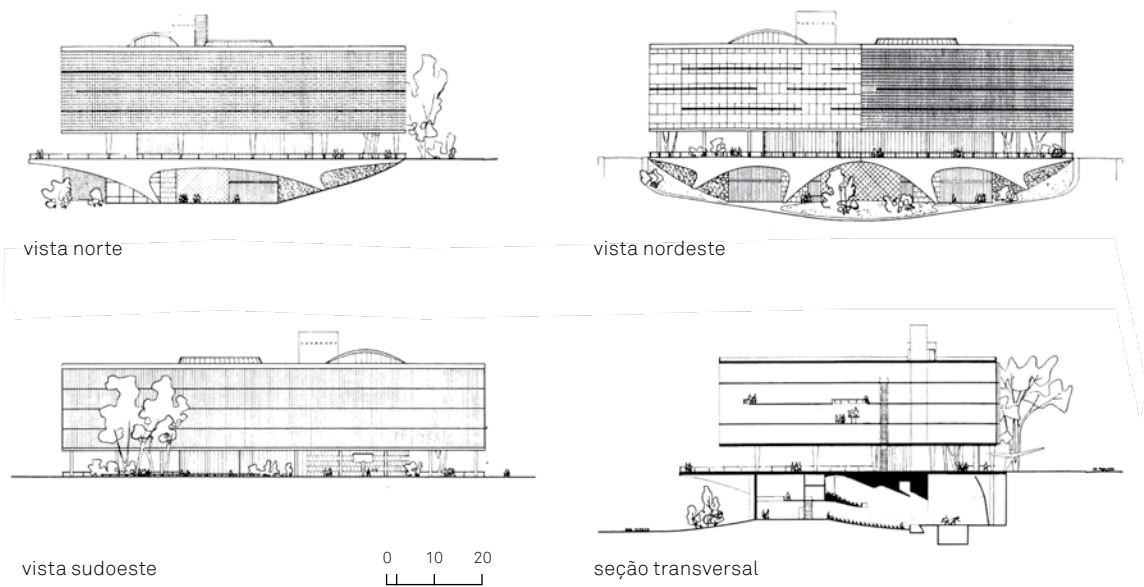 vista norte
vista nordeste
vista sudoeste
0 10 20
seção transversal